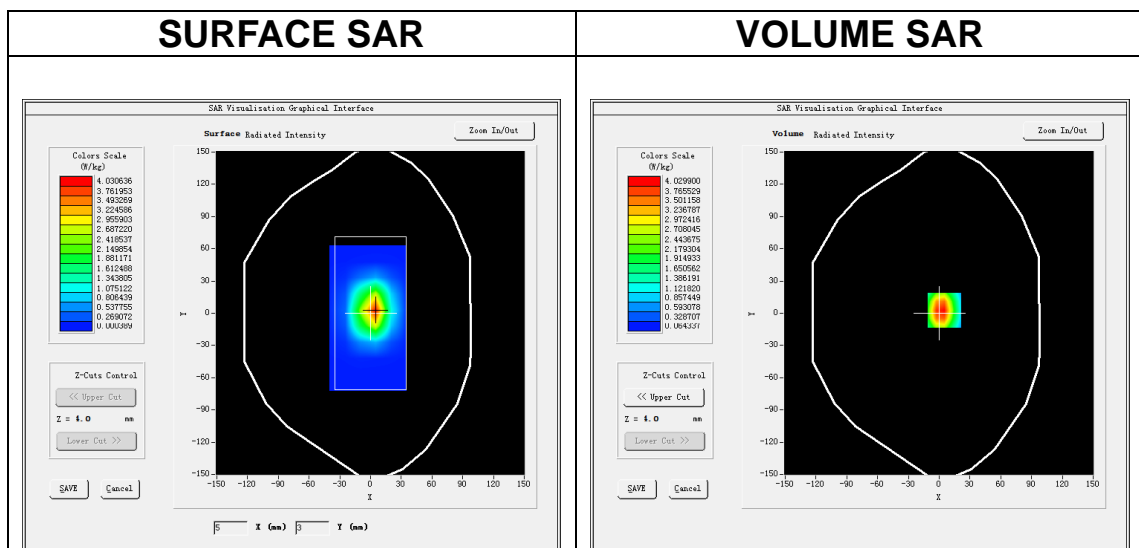 SURFACE SAR
VOLUME SAR
SAR Visualisation Graphical Interface
Surface Radiated Intensity
Zoom In/Out
Colors Scale
(W/kg)
4.030636
3.761953
3.493269
3.224586
2.955903
2.687220
2.418537
2.149854
1.881171
1.612488
1.343805
1.075122
0.806439
0.537755
0.269072
0.000389
150
120
90
60
30
0
-30
-60
-90
-120
-150
Y
-150 -120 -90 -60 -30 0 30 60 90 120 150
X
Z-Cuts Control
<< Upper Cut
Z = 4.0 mm
Lower Cut >>
SAVE Cancel
5 X (mm) 3 Y (mm)
SAR Visualisation Graphical Interface
Volume Radiated Intensity
Zoom In/Out
Colors Scale
(W/kg)
4.029900
3.765529
3.501158
3.236787
2.972416
2.708045
2.443675
2.179304
1.914933
1.650562
1.386191
1.121820
0.857449
0.593078
0.328707
0.064337
150
120
90
60
30
0
-30
-60
-90
-120
-150
Y
-150 -120 -90 -60 -30 0 30 60 90 120 150
X
Z-Cuts Control
<< Upper Cut
Z = 4.0 mm
Lower Cut >>
SAVE Cancel